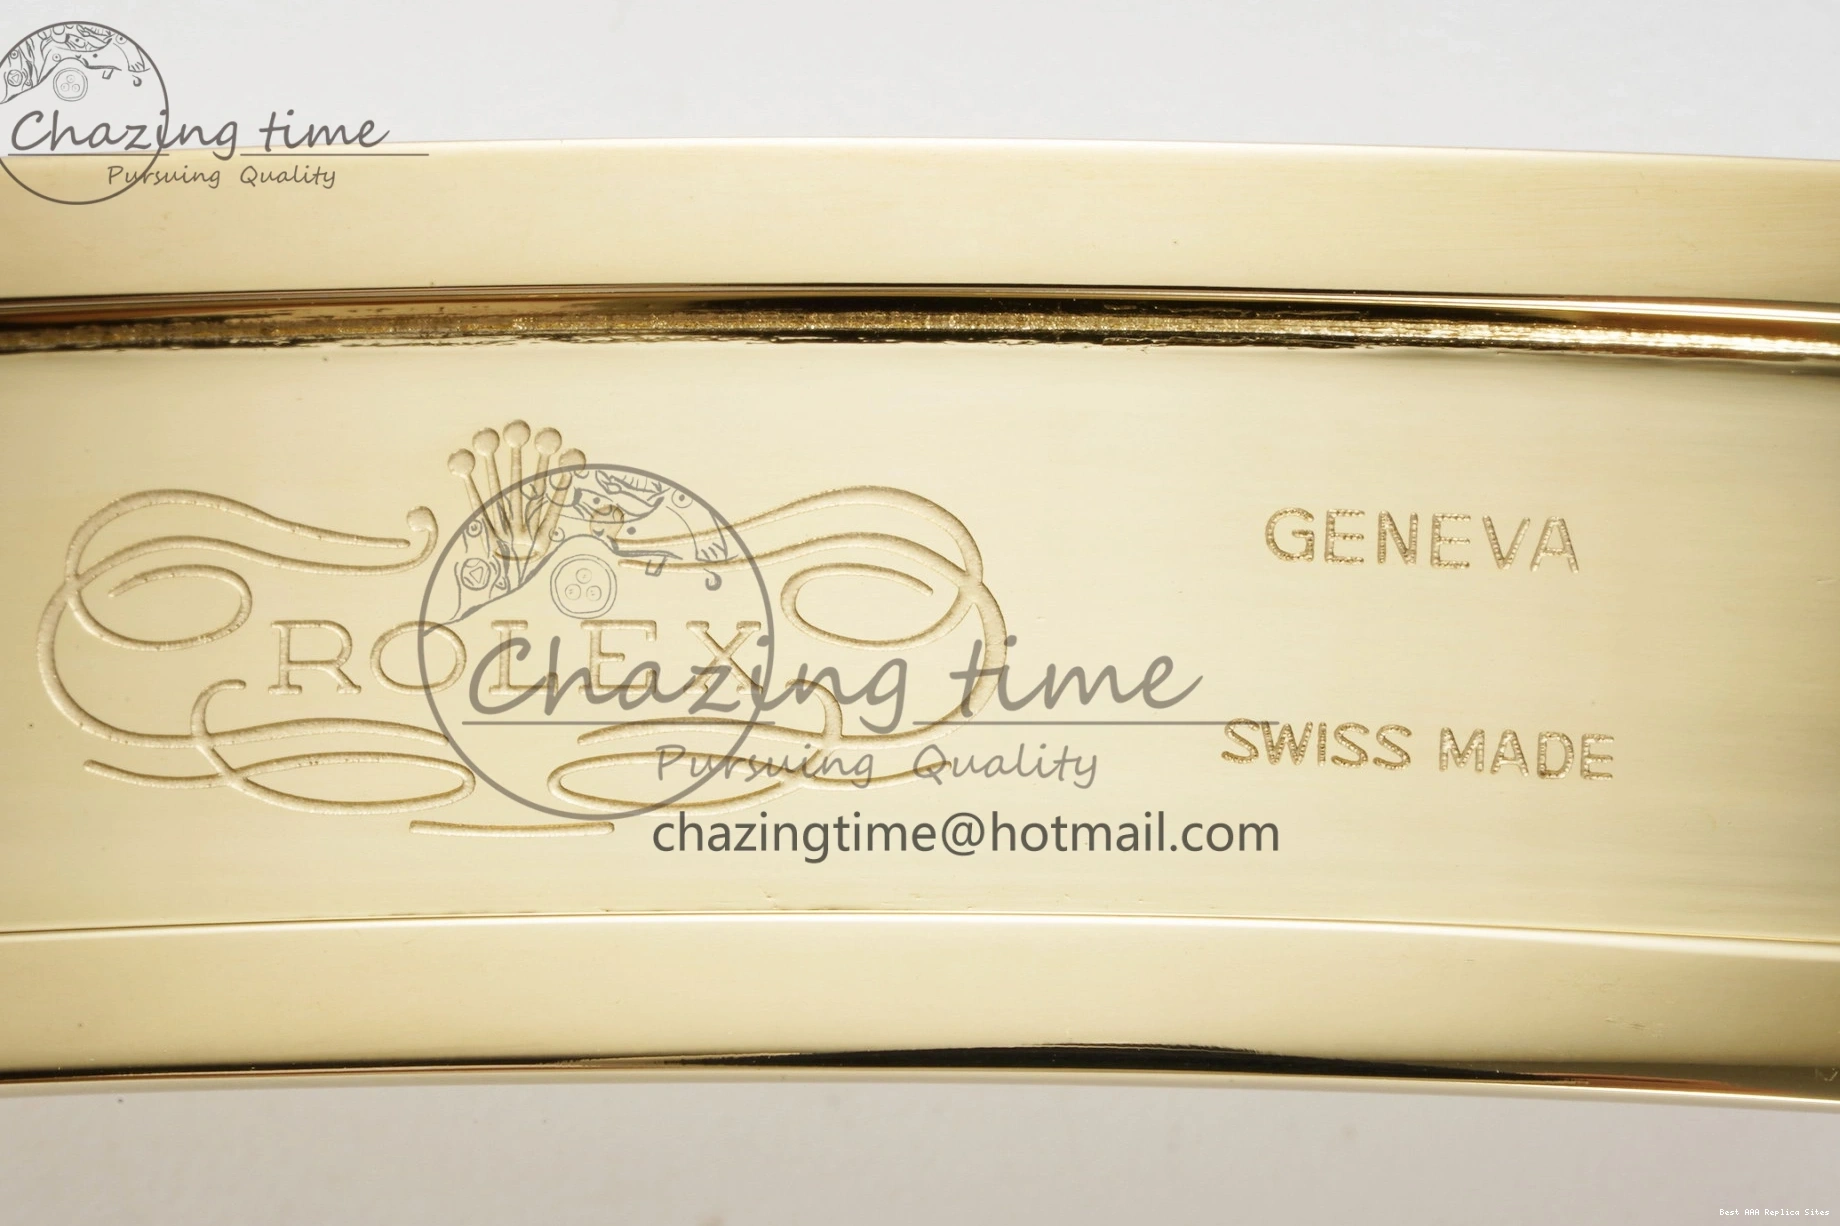 Chazing time
Pursuing Quality
ROLEX
GENEVA
SWISS MADE
Chazing time
Pursuing Quality
chazingtime@hotmail.com
Best AAA Replica Sites